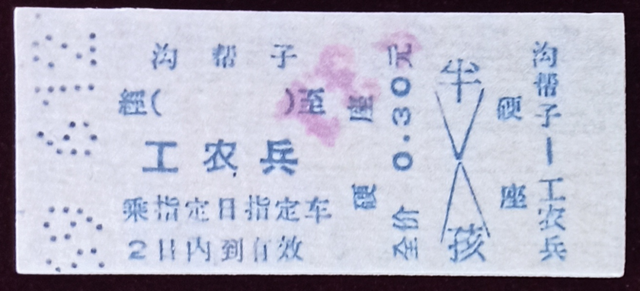 沟帮子
經( )至
工农兵
乘指定日指定车
2日内到有效
硬座
全价 0.30元
半
孩
硬座
沟帮子—工农兵